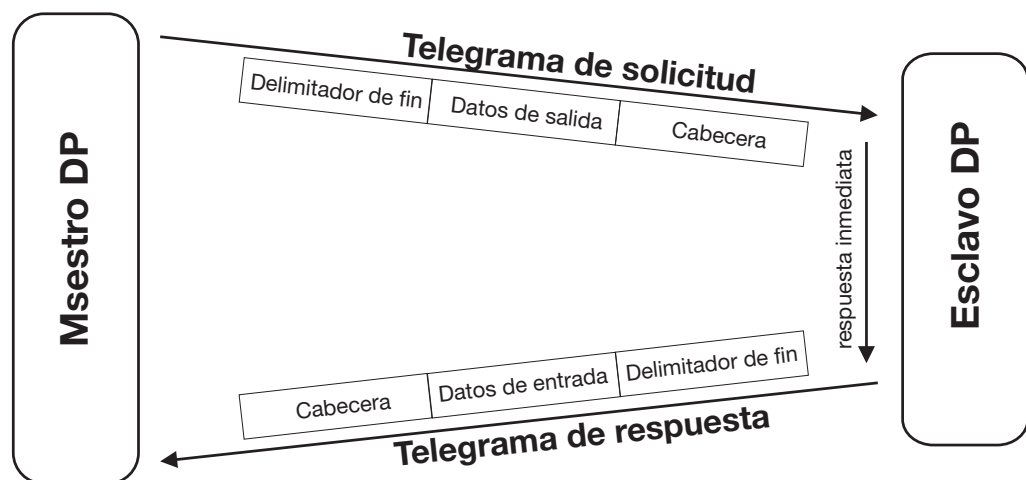 Msestro DP
Telegrama de solicitud
Delimitador de fin
Datos de salida
Cabecera
respuesta inmediata
Esclavo DP
Cabecera
Datos de entrada
Delimitador de fin
Telegrama de respuesta